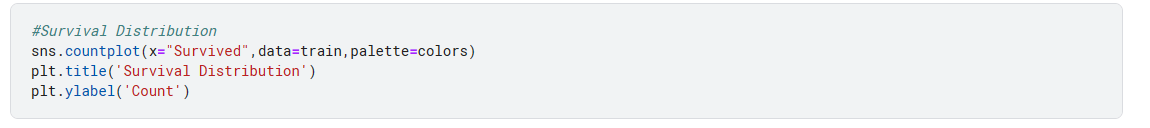 #Survival Distribution
sns.countplot(x="Survived",data=train,palette=colors)
plt.title('Survival Distribution')
plt.ylabel('Count')